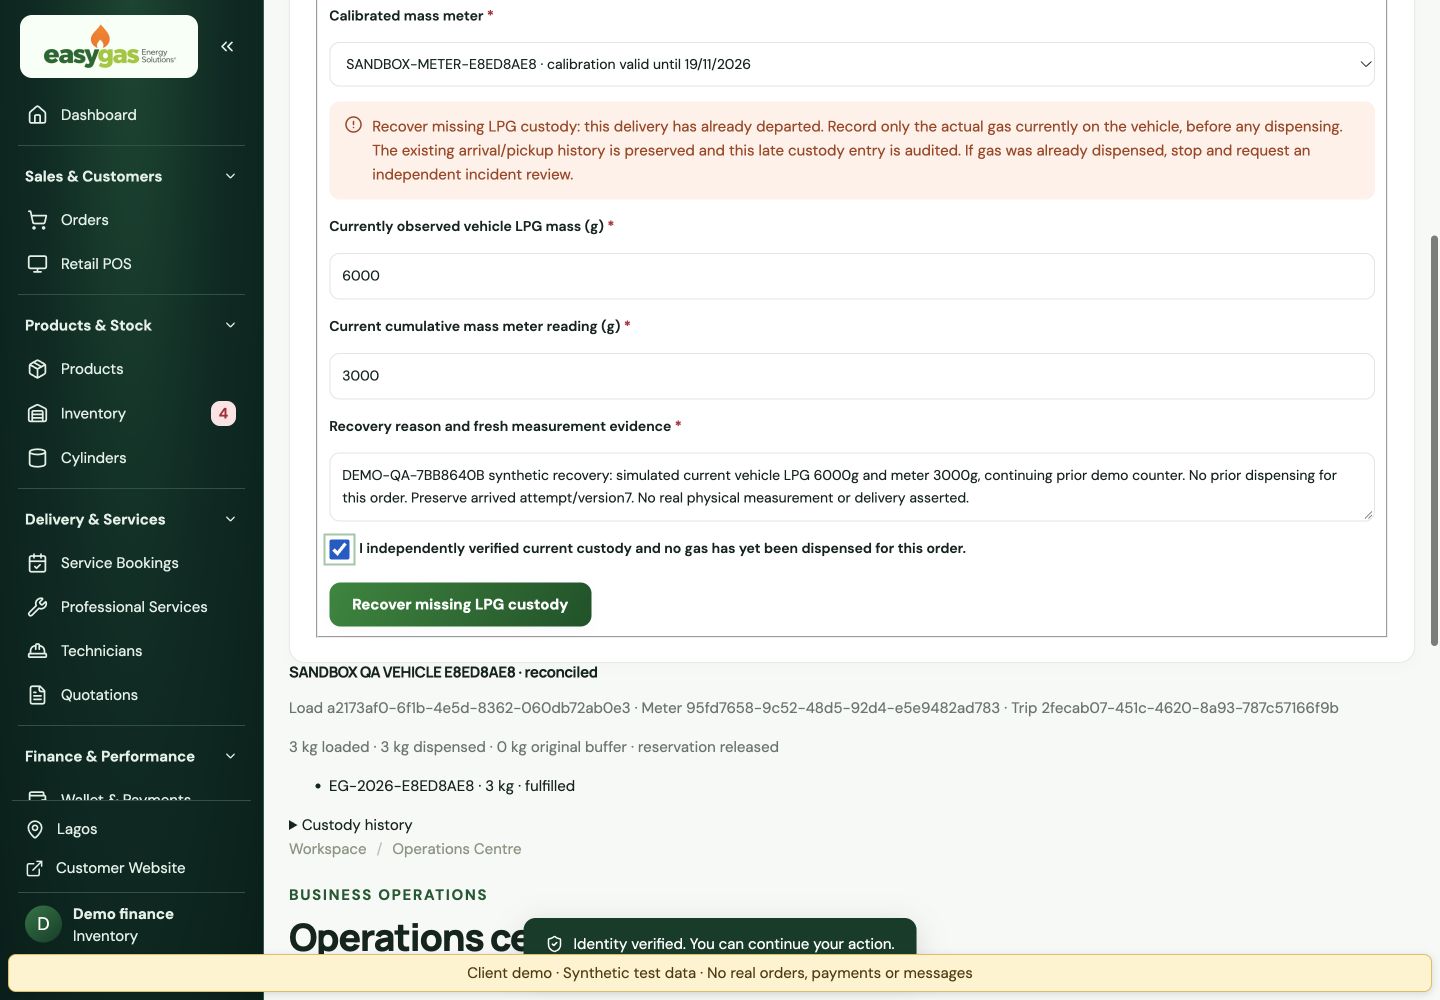 easygas Energy Solutions
Dashboard
Sales & Customers
Orders
Retail POS
Products & Stock
Products
Inventory 4
Cylinders
Delivery & Services
Service Bookings
Professional Services
Technicians
Quotations
Finance & Performance
Wallet & Payments
Lagos
Customer Website
D
Demo finance
Inventory
Calibrated mass meter *
SANDBOX-METER-E8ED8AE8 · calibration valid until 19/11/2026
Recover missing LPG custody: this delivery has already departed. Record only the actual gas currently on the vehicle, before any dispensing.
The existing arrival/pickup history is preserved and this late custody entry is audited. If gas was already dispensed, stop and request an
independent incident review.
Currently observed vehicle LPG mass (g) *
6000
Current cumulative mass meter reading (g) *
3000
Recovery reason and fresh measurement evidence *
DEMO-QA-7BB8640B synthetic recovery: simulated current vehicle LPG 6000g and meter 3000g, continuing prior demo counter. No prior dispensing for
this order. Preserve arrived attempt/version7. No real physical measurement or delivery asserted.
I independently verified current custody and no gas has yet been dispensed for this order.
Recover missing LPG custody
SANDBOX QA VEHICLE E8ED8AE8 · reconciled
Load a2173af0-6f1b-4e5d-8362-060db72ab0e3 · Meter 95fd7658-9c52-48d5-92d4-e5e9482ad783 · Trip 2fecab07-451c-4620-8a93-787c57166f9b
3 kg loaded · 3 kg dispensed · 0 kg original buffer · reservation released
• EG-2026-E8ED8AE8 · 3 kg · fulfilled
Custody history
Workspace / Operations Centre
BUSINESS OPERATIONS
Operations ce
Identity verified. You can continue your action.
Client demo · Synthetic test data · No real orders, payments or messages